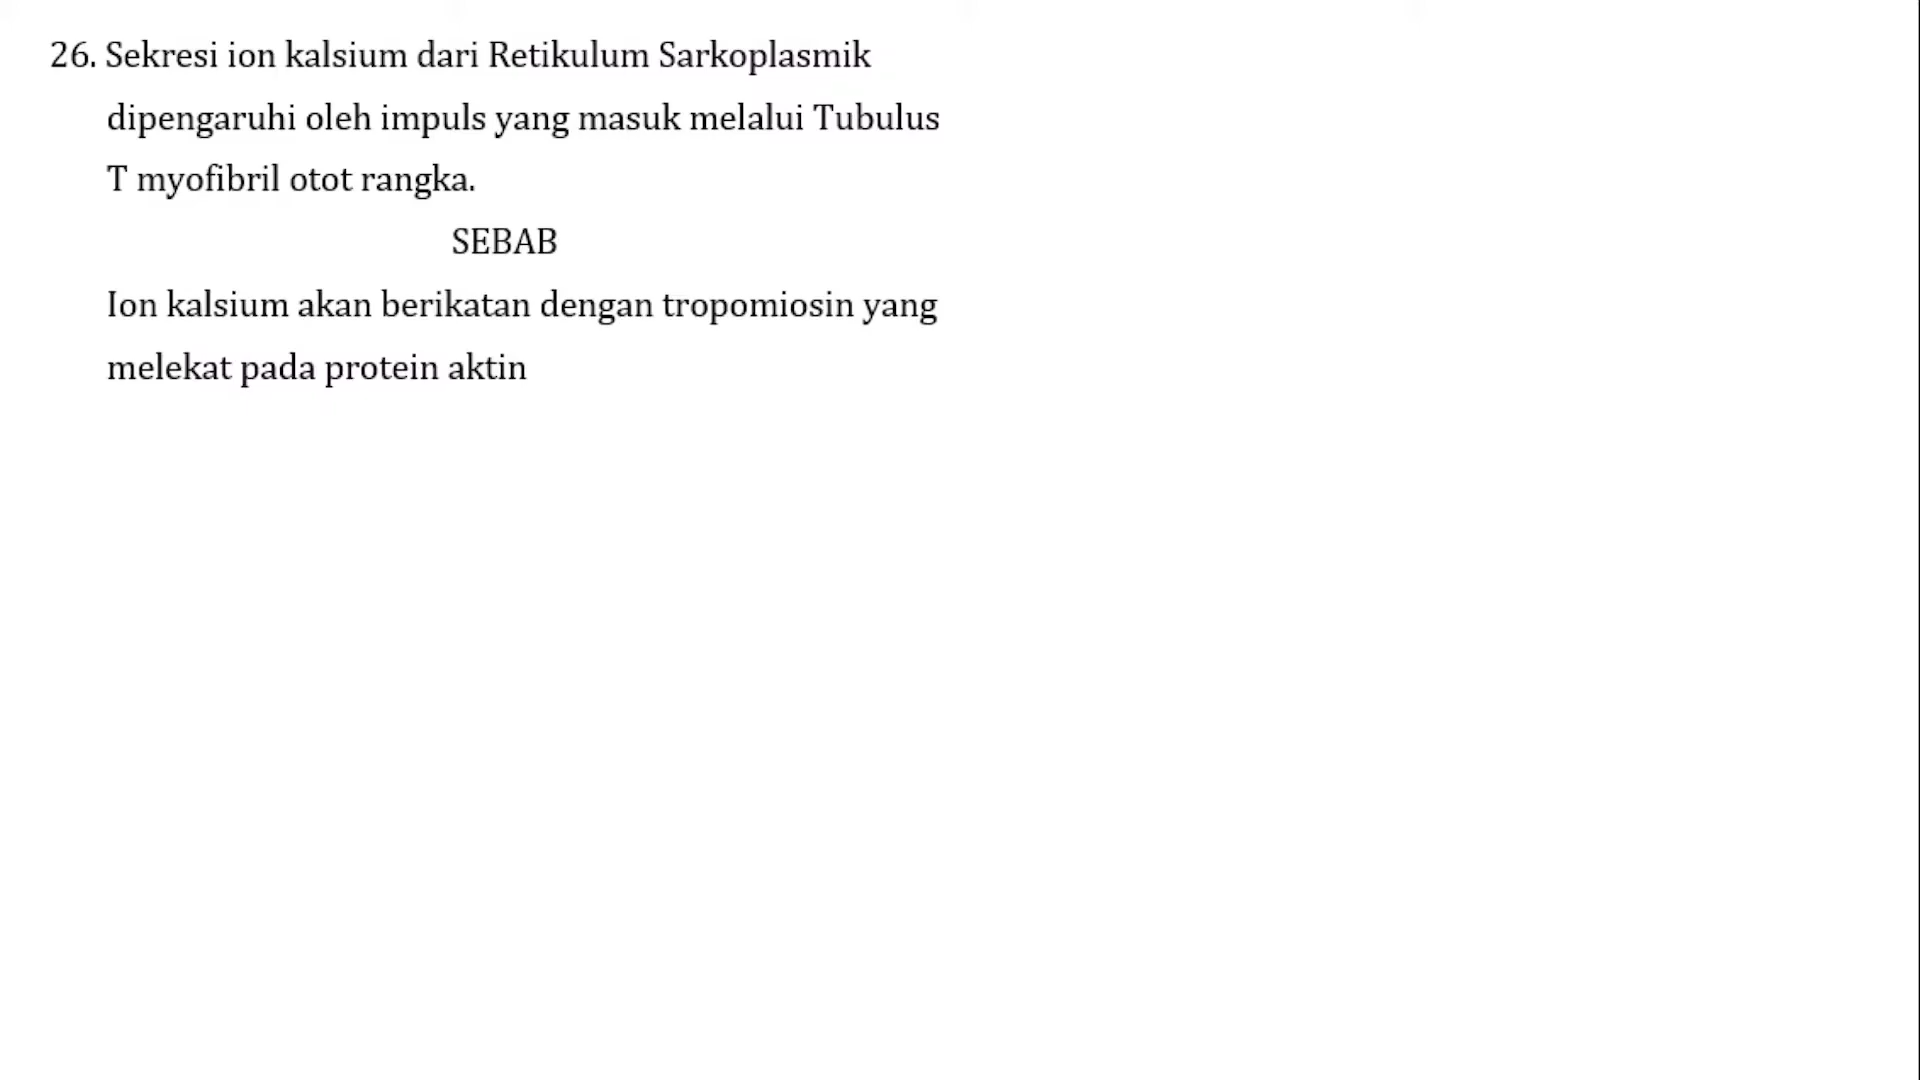 26. Sekresi ion kalsium dari Retikulum Sarkoplasmik
dipengaruhi oleh impuls yang masuk melalui Tubulus
T myofibril otot rangka.
SEBAB
Ion kalsium akan berikatan dengan tropomiosin yang
melekat pada protein aktin